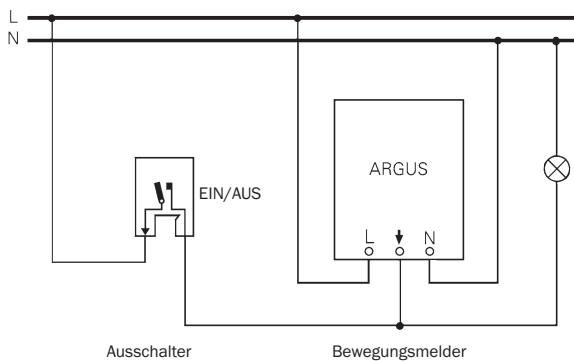 L
N
EIN/AUS
ARGUS
L N
Ausschalter
Bewegungsmelder